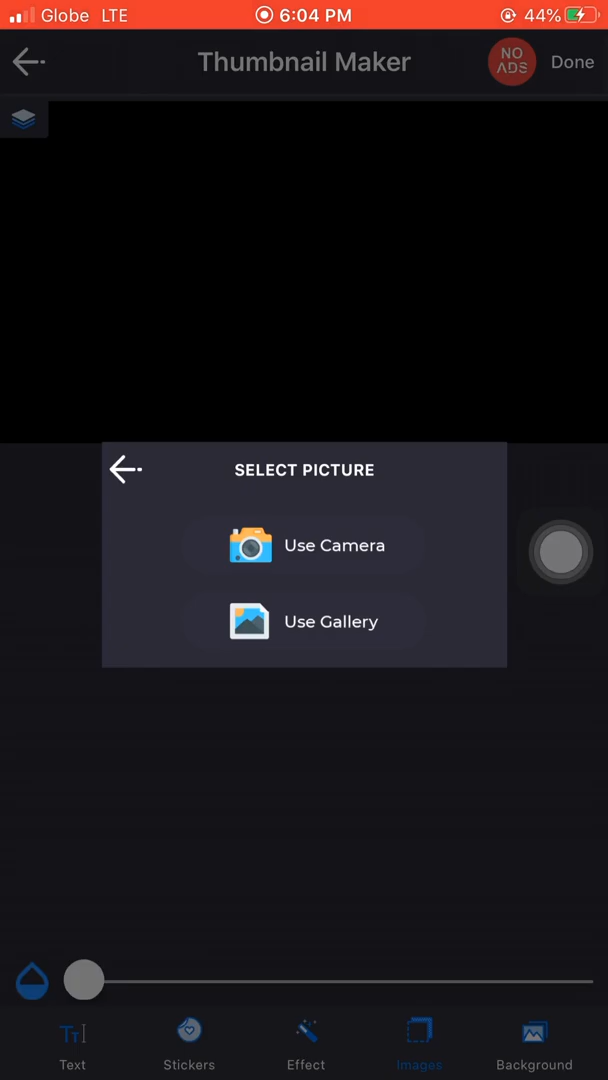 Globe LTE 6:04 PM 44%
Thumbnail Maker NO ADS Done
SELECT PICTURE
Use Camera
Use Gallery
Text Stickers Effect Images Background